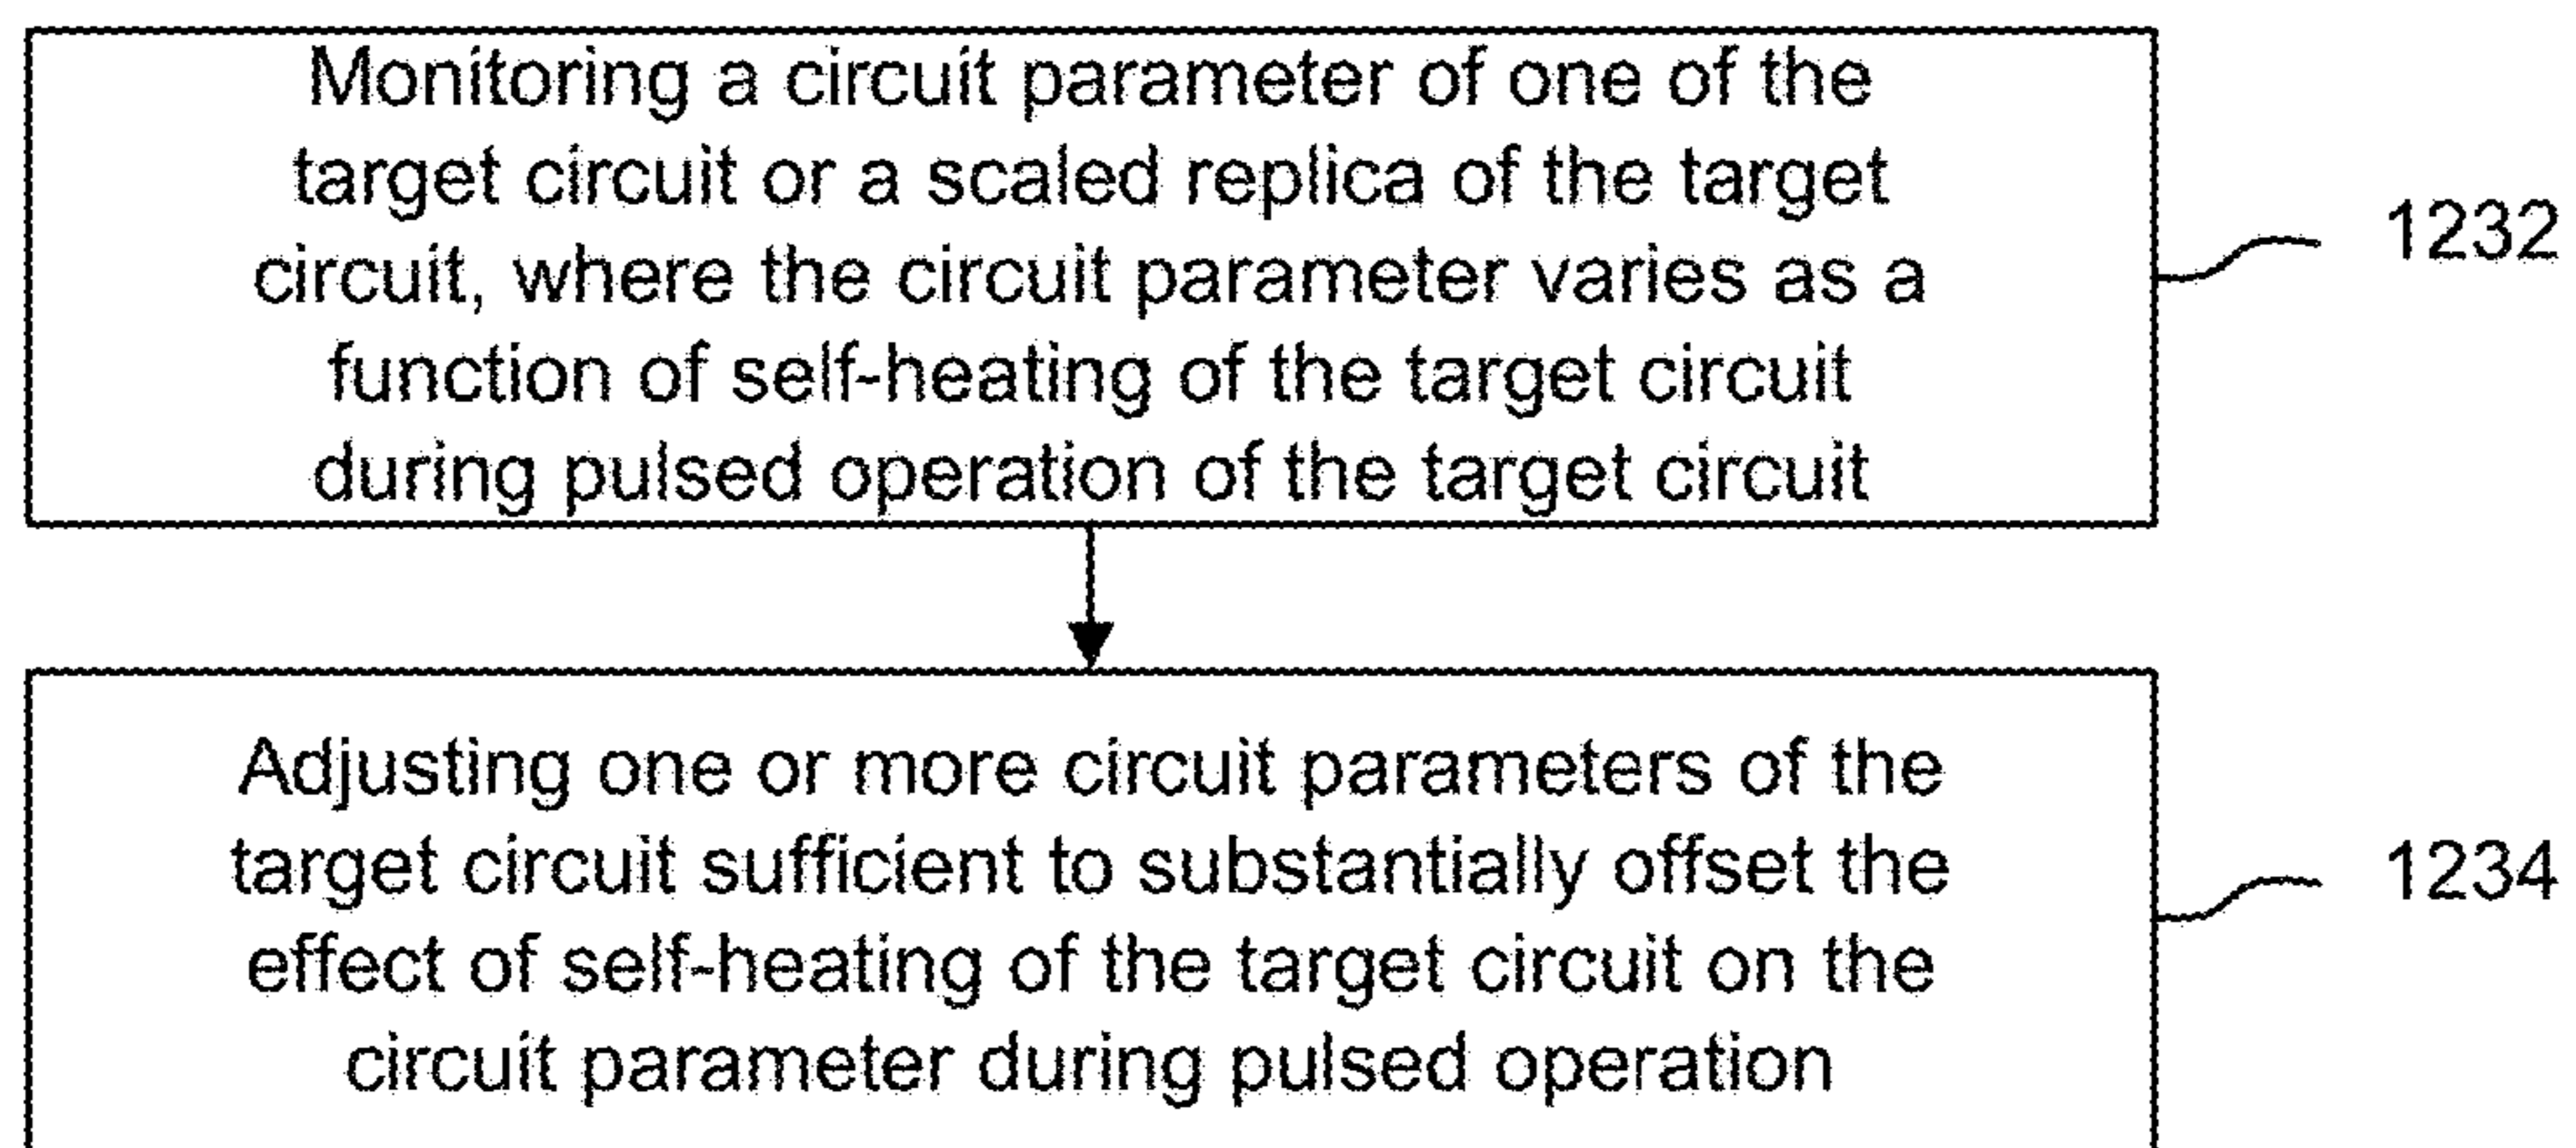 Monitoring a circuit parameter of one of the
target circuit or a scaled replica of the target
circuit, where the circuit parameter varies as a
function of self-heating of the target circuit
during pulsed operation of the target circuit
1232
Adjusting one or more circuit parameters of the
target circuit sufficient to substantially offset the
effect of self-heating of the target circuit on the
circuit parameter during pulsed operation
1234